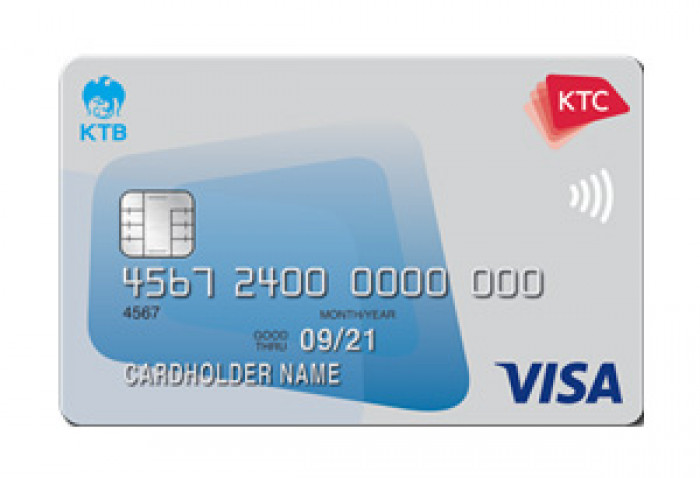 KTB
KTC
4567 2400 0000 000
4567
MONTH/YEAR
GOOD THRU 09/21
CARDHOLDER NAME
VISA